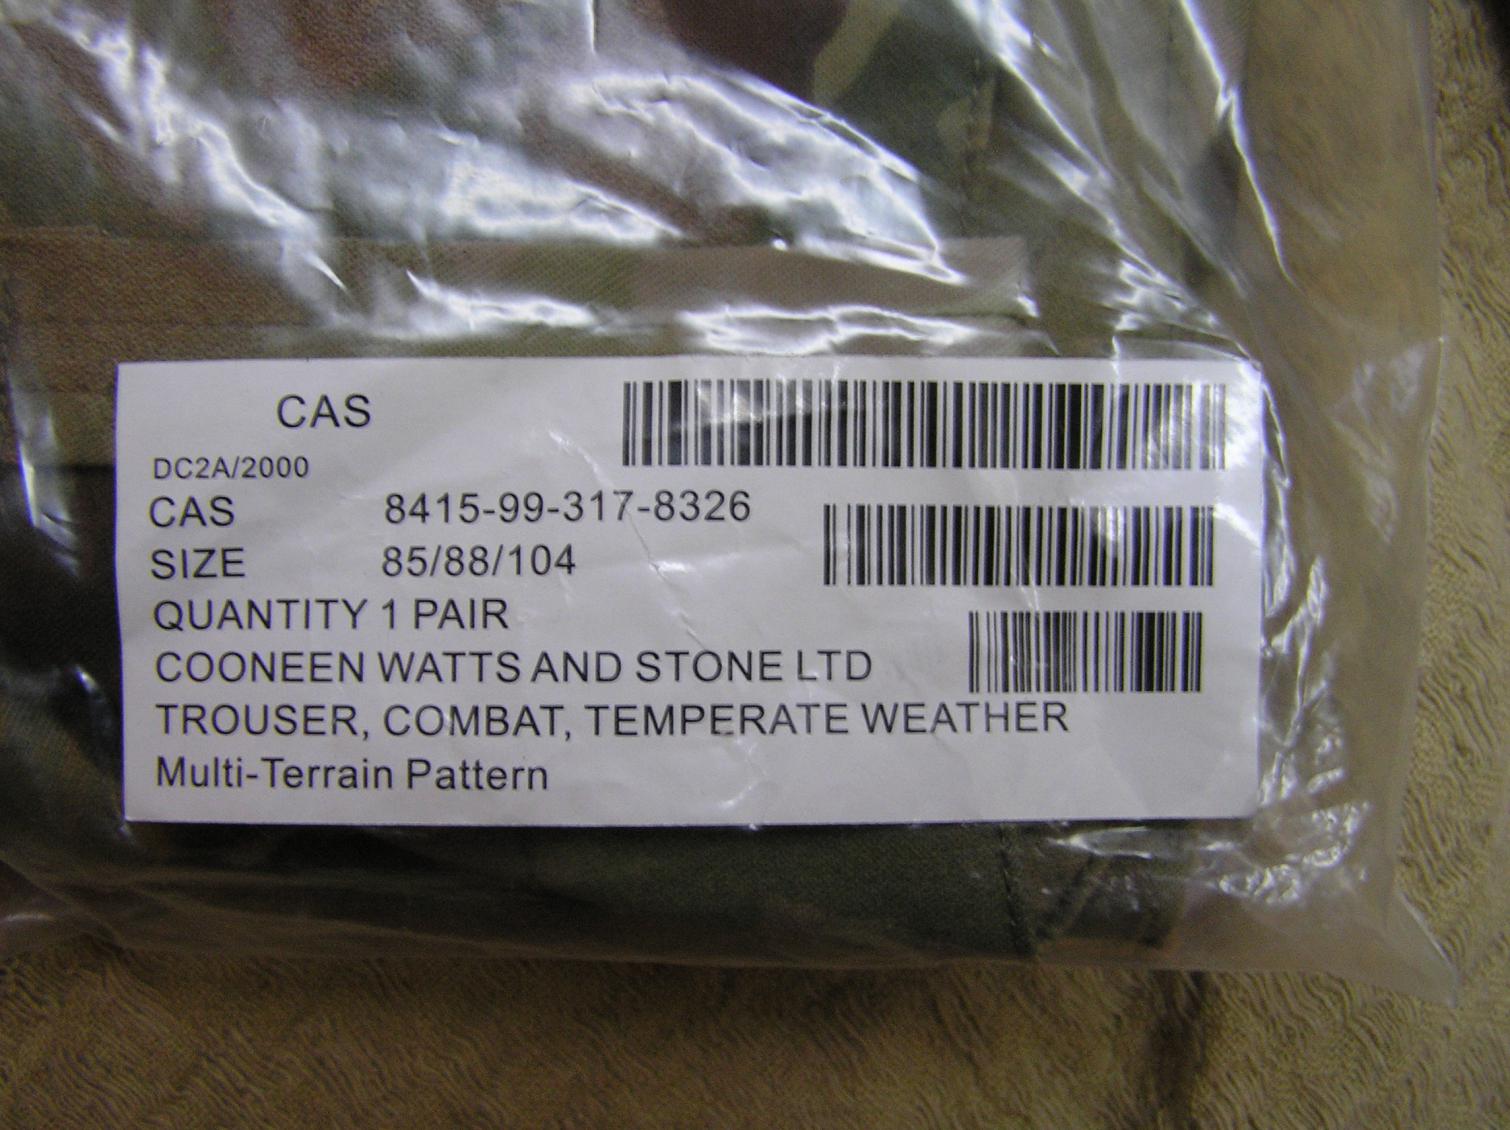 CAS
DC2A/2000
CAS 8415-99-317-8326
SIZE 85/88/104
QUANTITY 1 PAIR
COONEEN WATTS AND STONE LTD
TROUSER, COMBAT, TEMPERATE WEATHER
Multi-Terrain Pattern